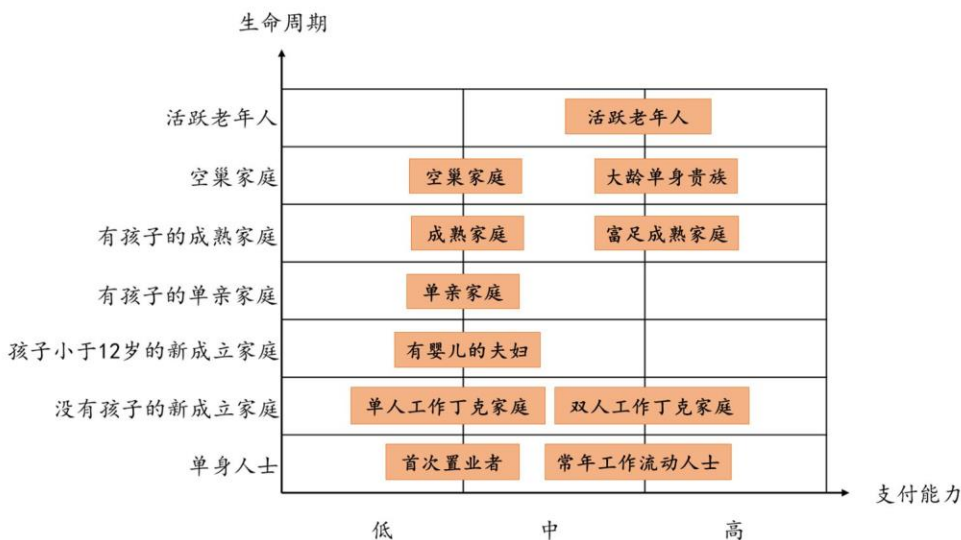 生命周期
活跃老年人 活跃老年人
空巢家庭 空巢家庭 大龄单身贵族
有孩子的成熟家庭 成熟家庭 富足成熟家庭
有孩子的单亲家庭 单亲家庭
孩子小于12岁的新成立家庭 有婴儿的夫妇
没有孩子的新成立家庭 单人工作丁克家庭 双人工作丁克家庭
单身人士 首次置业者 常年工作流动人士
支付能力
低 中 高